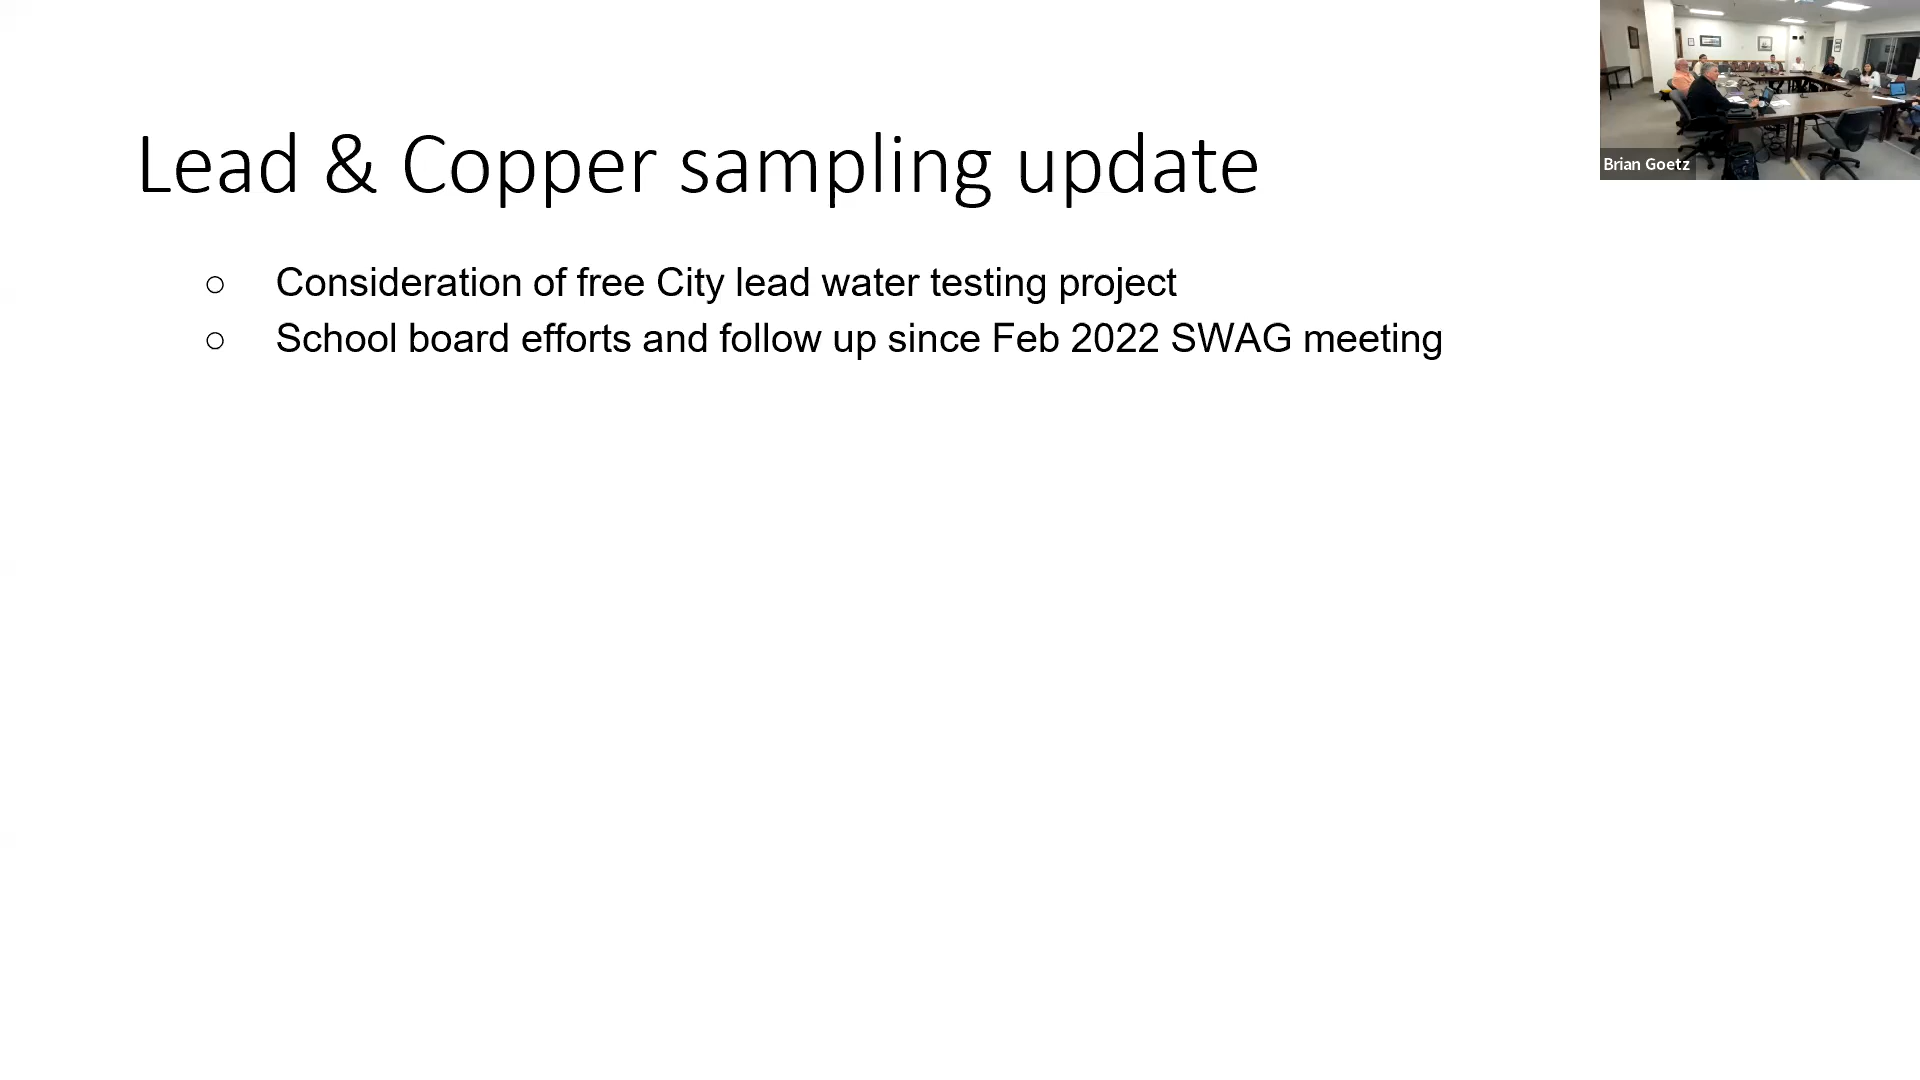 Lead & Copper sampling update
Brian Goetz
○ Consideration of free City lead water testing project
○ School board efforts and follow up since Feb 2022 SWAG meeting